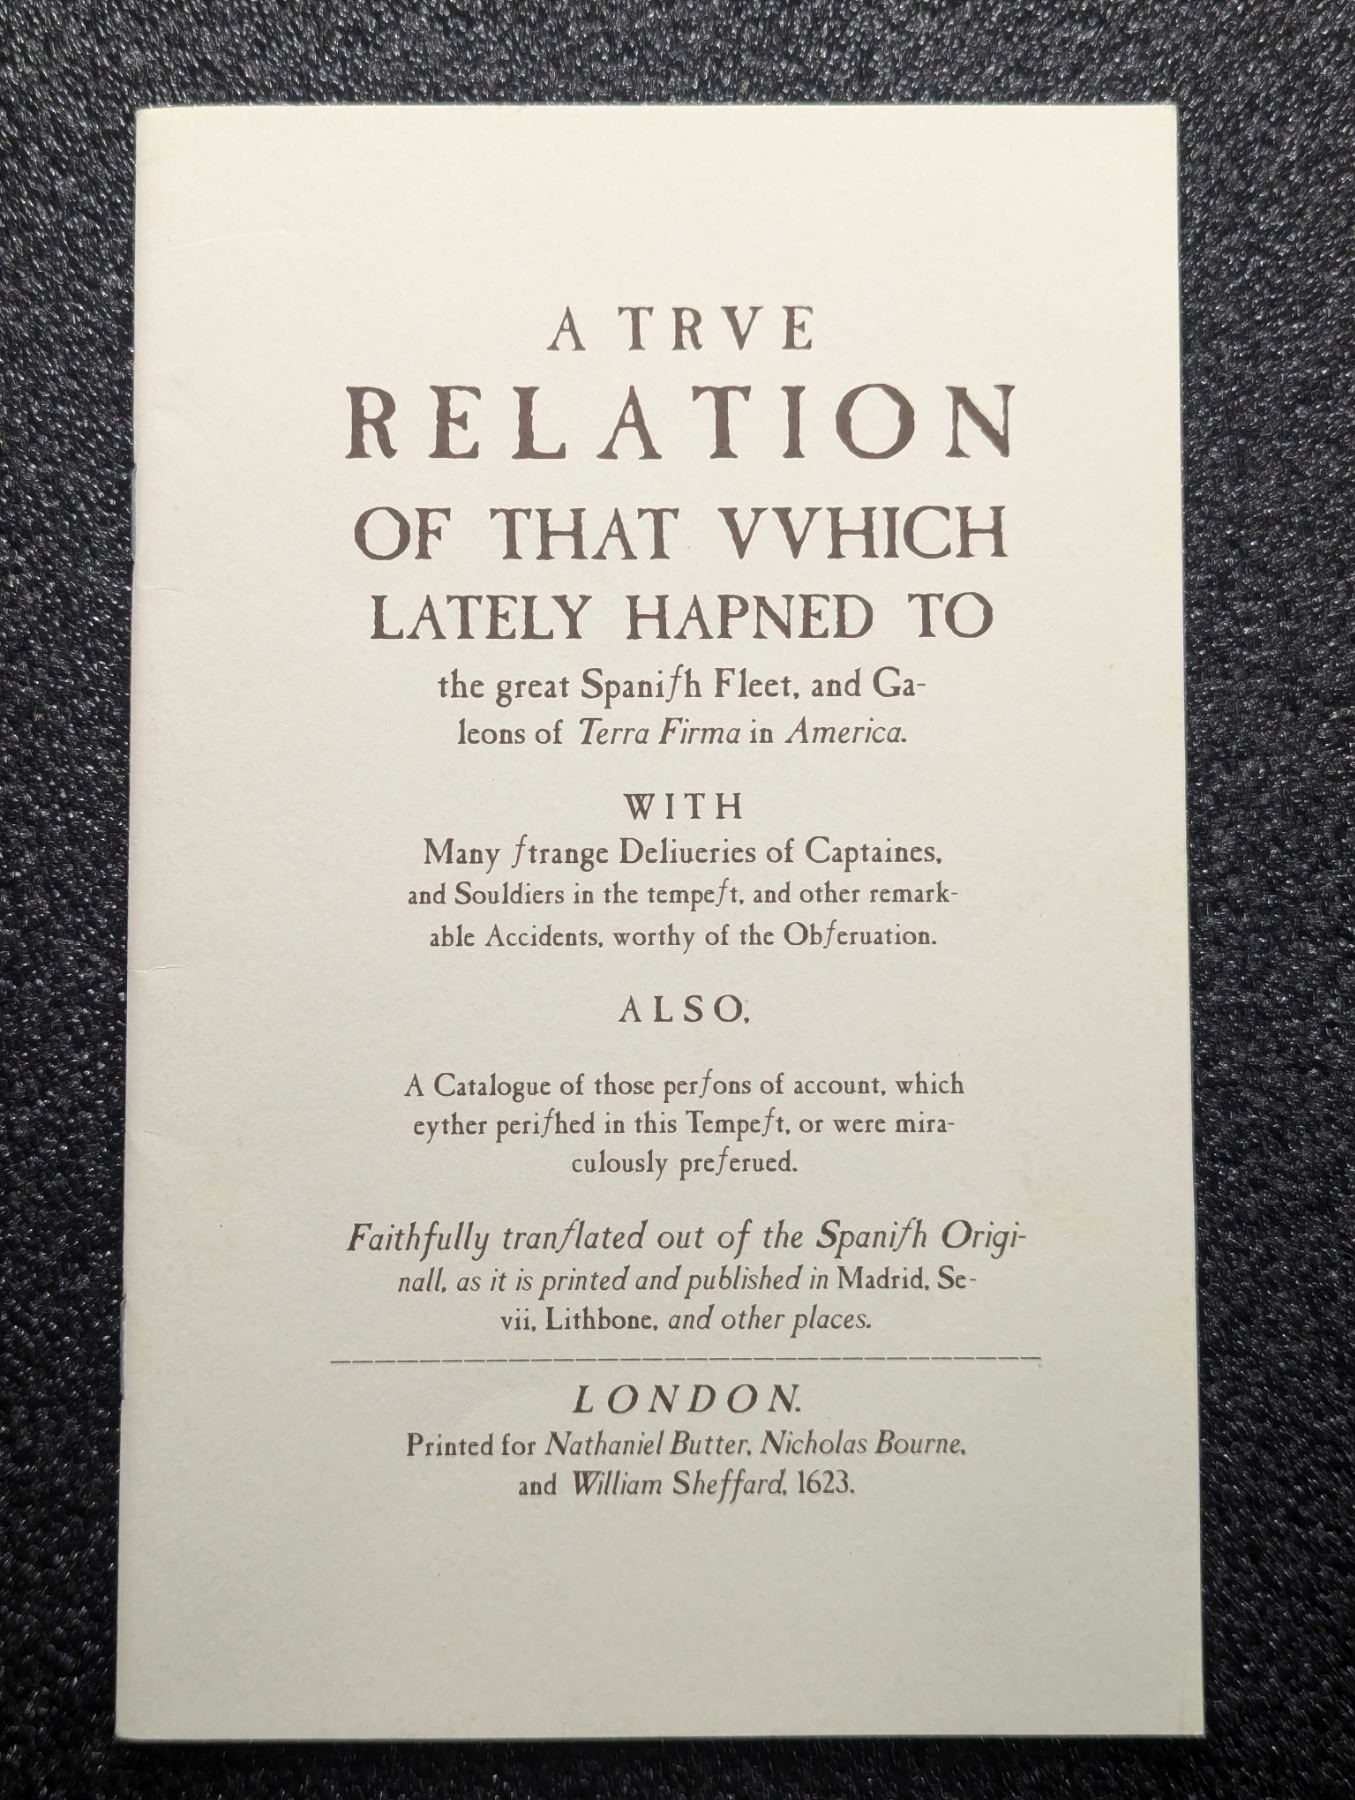 A TRVE
RELATION
OF THAT VVHICH
LATELY HAPNED TO
the great Spaniſh Fleet, and Ga-
leons of Terra Firma in America.
WITH
Many ſtrange Deliueries of Captaines,
and Souldiers in the tempeſt, and other remark-
able Accidents, worthy of the Obſeruation.
ALSO,
A Catalogue of those perſons of account, which
eyther periſhed in this Tempeſt, or were mira-
culously preſerued.
Faithfully tranſlated out of the Spaniſh Origi-
nall, as it is printed and published in Madrid, Se-
vii, Lithbone, and other places.
LONDON.
Printed for Nathaniel Butter, Nicholas Bourne,
and William Sheffard, 1623.